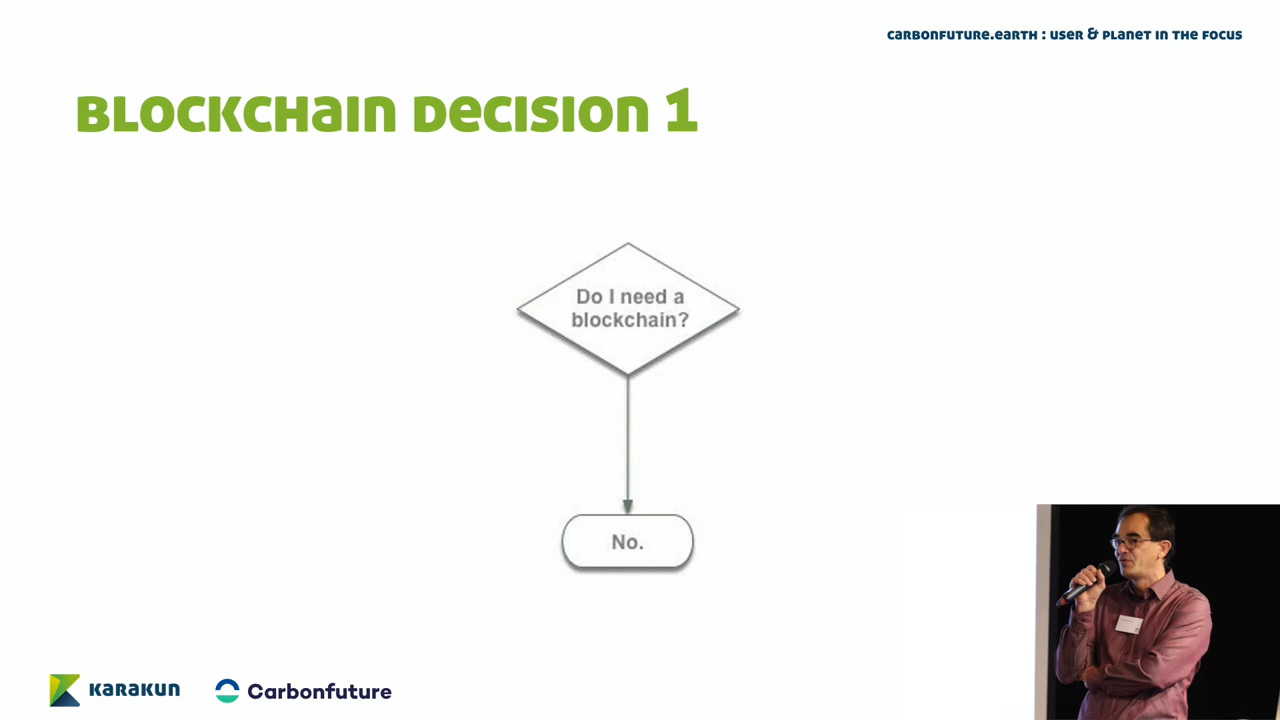 carbonfuture.earth : user & planet in the focus
Blockchain Decision 1
Do I need a
blockchain?
No.
karakun
Carbonfuture